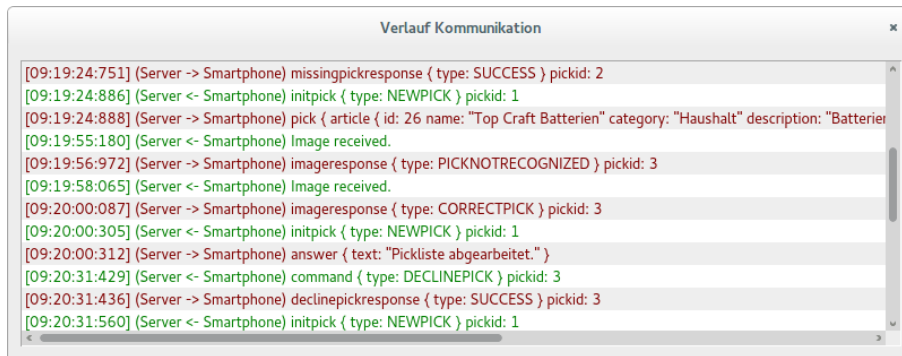 Verlauf Kommunikation
[09:19:24:751] (Server -> Smartphone) missingpickresponse { type: SUCCESS } pickid: 2
[09:19:24:886] (Server <- Smartphone) initpick { type: NEWPICK } pickid: 1
[09:19:24:888] (Server -> Smartphone) pick { article { id: 26 name: "Top Craft Batterien" category: "Haushalt" description: "Batterien
[09:19:55:180] (Server <- Smartphone) Image received.
[09:19:56:972] (Server -> Smartphone) imageresponse { type: PICKNOTRECOGNIZED } pickid: 3
[09:19:58:065] (Server <- Smartphone) Image received.
[09:20:00:087] (Server -> Smartphone) imageresponse { type: CORRECTPICK } pickid: 3
[09:20:00:305] (Server <- Smartphone) initpick { type: NEWPICK } pickid: 1
[09:20:00:312] (Server -> Smartphone) answer { text: "Pickliste abgearbeitet." }
[09:20:31:429] (Server <- Smartphone) command { type: DECLINEPICK } pickid: 3
[09:20:31:436] (Server -> Smartphone) declinepickresponse { type: SUCCESS } pickid: 3
[09:20:31:560] (Server <- Smartphone) initpick { type: NEWPICK } pickid: 1